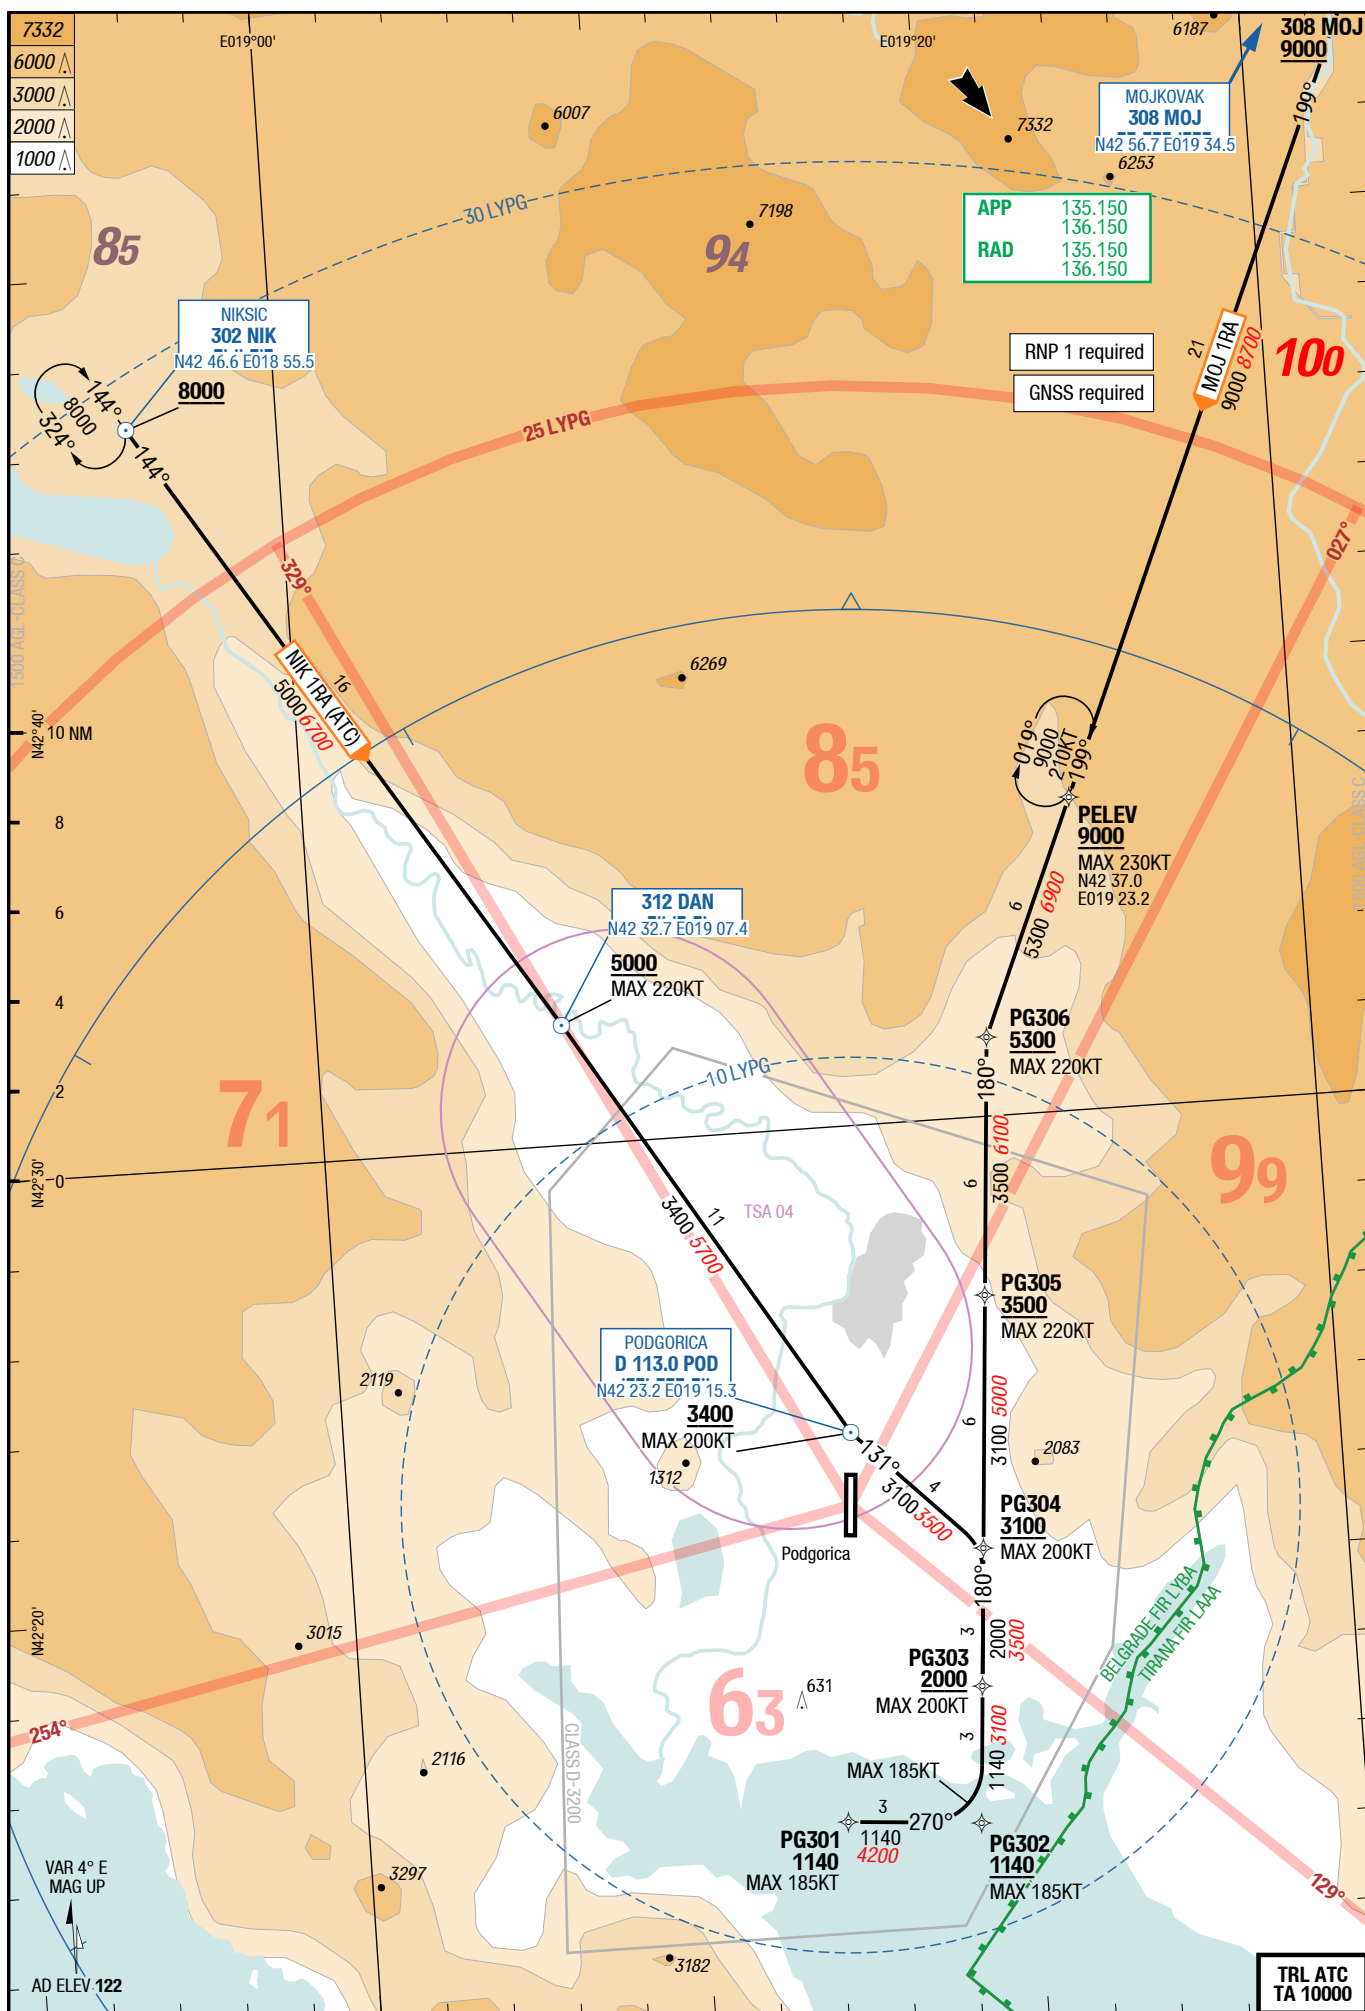 7332
6000
3000
2000
1000
E019°00'
E019°20'
6187
308 MOJ
9000
199°
6007
7332
MOJKOVAK
308 MOJ
N42 56.7 E019 34.5
6253
30 LYPG
7198
94
85
APP 135.150
136.150
RAD 135.150
136.150
NIKSIC
302 NIK
N42 46.6 E018 55.5
8000
144°
8000
324°
144°
RNP 1 required
GNSS required
21
MOJ 1RA
9000 8700
100
25 LYPG
329°
027°
1500 AGL-CLASS C
NIK 1RA (ATC)
16
5000 6700
6269
85
N42°40'
10 NM
8
6
4
2
0
019°
9000
210KT
199°
PELEV
9000
MAX 230KT
N42 37.0
E019 23.2
1500 AGL-CLASS C
6
5300 6900
312 DAN
N42 32.7 E019 07.4
5000
MAX 220KT
PG306
5300
MAX 220KT
180°
10 LYPG
71
6
3500 6100
99
N42°30'
TSA 04
11
3400 5700
PG305
3500
MAX 220KT
PODGORICA
D 113.0 POD
N42 23.2 E019 15.3
3400
MAX 200KT
2119
6
3100 5000
2083
1312
131°
4
3100 3500
PG304
3100
MAX 200KT
Podgorica
180°
BELGRADE FIR LYBA
TIRANA FIR LAAA
N42°20'
3015
3
2000
3500
PG303
2000
MAX 200KT
631
63
254°
CLASS D-3200
3
1140 3100
2116
MAX 185KT
3
270°
1140
4200
PG301
1140
MAX 185KT
PG302
1140
MAX 185KT
VAR 4° E
MAG UP
3297
129°
3182
AD ELEV 122
TRL ATC
TA 10000